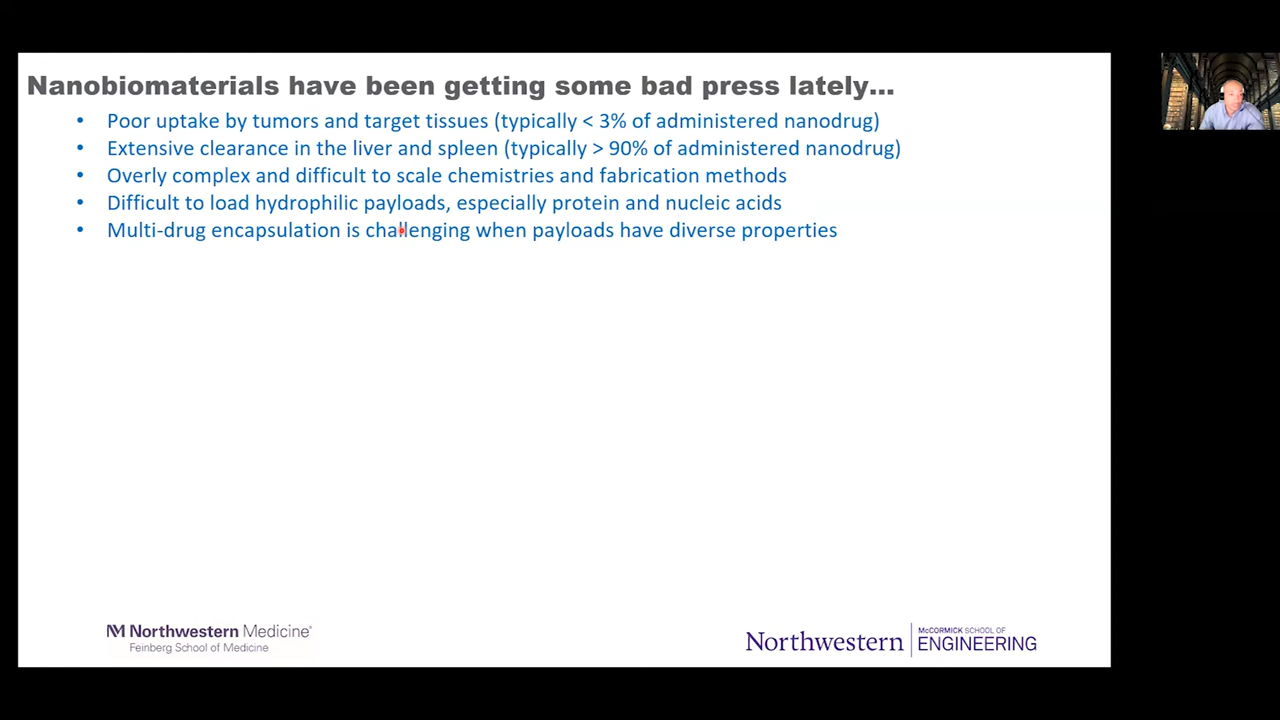 Nanobiomaterials have been getting some bad press lately...
• Poor uptake by tumors and target tissues (typically < 3% of administered nanodrug)
• Extensive clearance in the liver and spleen (typically > 90% of administered nanodrug)
• Overly complex and difficult to scale chemistries and fabrication methods
• Difficult to load hydrophilic payloads, especially protein and nucleic acids
• Multi-drug encapsulation is challenging when payloads have diverse properties
M Northwestern Medicine®
Feinberg School of Medicine
Northwestern
McCORMICK SCHOOL OF
ENGINEERING